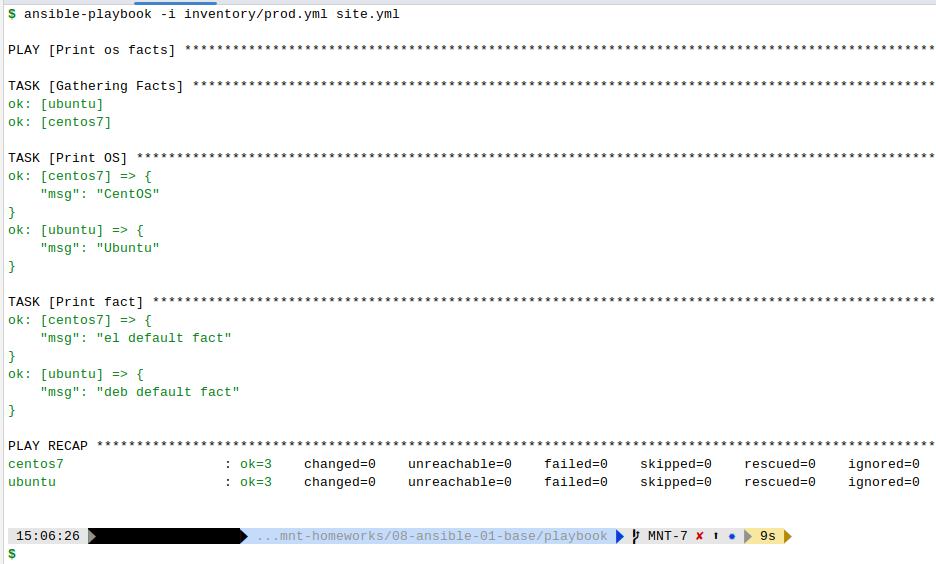 $ ansible-playbook -i inventory/prod.yml site.yml
PLAY [Print os facts] **********************************************************************************************
TASK [Gathering Facts] *********************************************************************************************
ok: [ubuntu]
ok: [centos7]
TASK [Print OS] ****************************************************************************************************
ok: [centos7] => {
    "msg": "CentOS"
}
ok: [ubuntu] => {
    "msg": "Ubuntu"
}
TASK [Print fact] **************************************************************************************************
ok: [centos7] => {
    "msg": "el default fact"
}
ok: [ubuntu] => {
    "msg": "deb default fact"
}
PLAY RECAP *********************************************************************************************************
centos7                    : ok=3    changed=0    unreachable=0    failed=0    skipped=0    rescued=0    ignored=0
ubuntu                     : ok=3    changed=0    unreachable=0    failed=0    skipped=0    rescued=0    ignored=0
15:06:26 ...mnt-homeworks/08-ansible-01-base/playbook MNT-7 ✘ ⬆ ✹ 9s
$